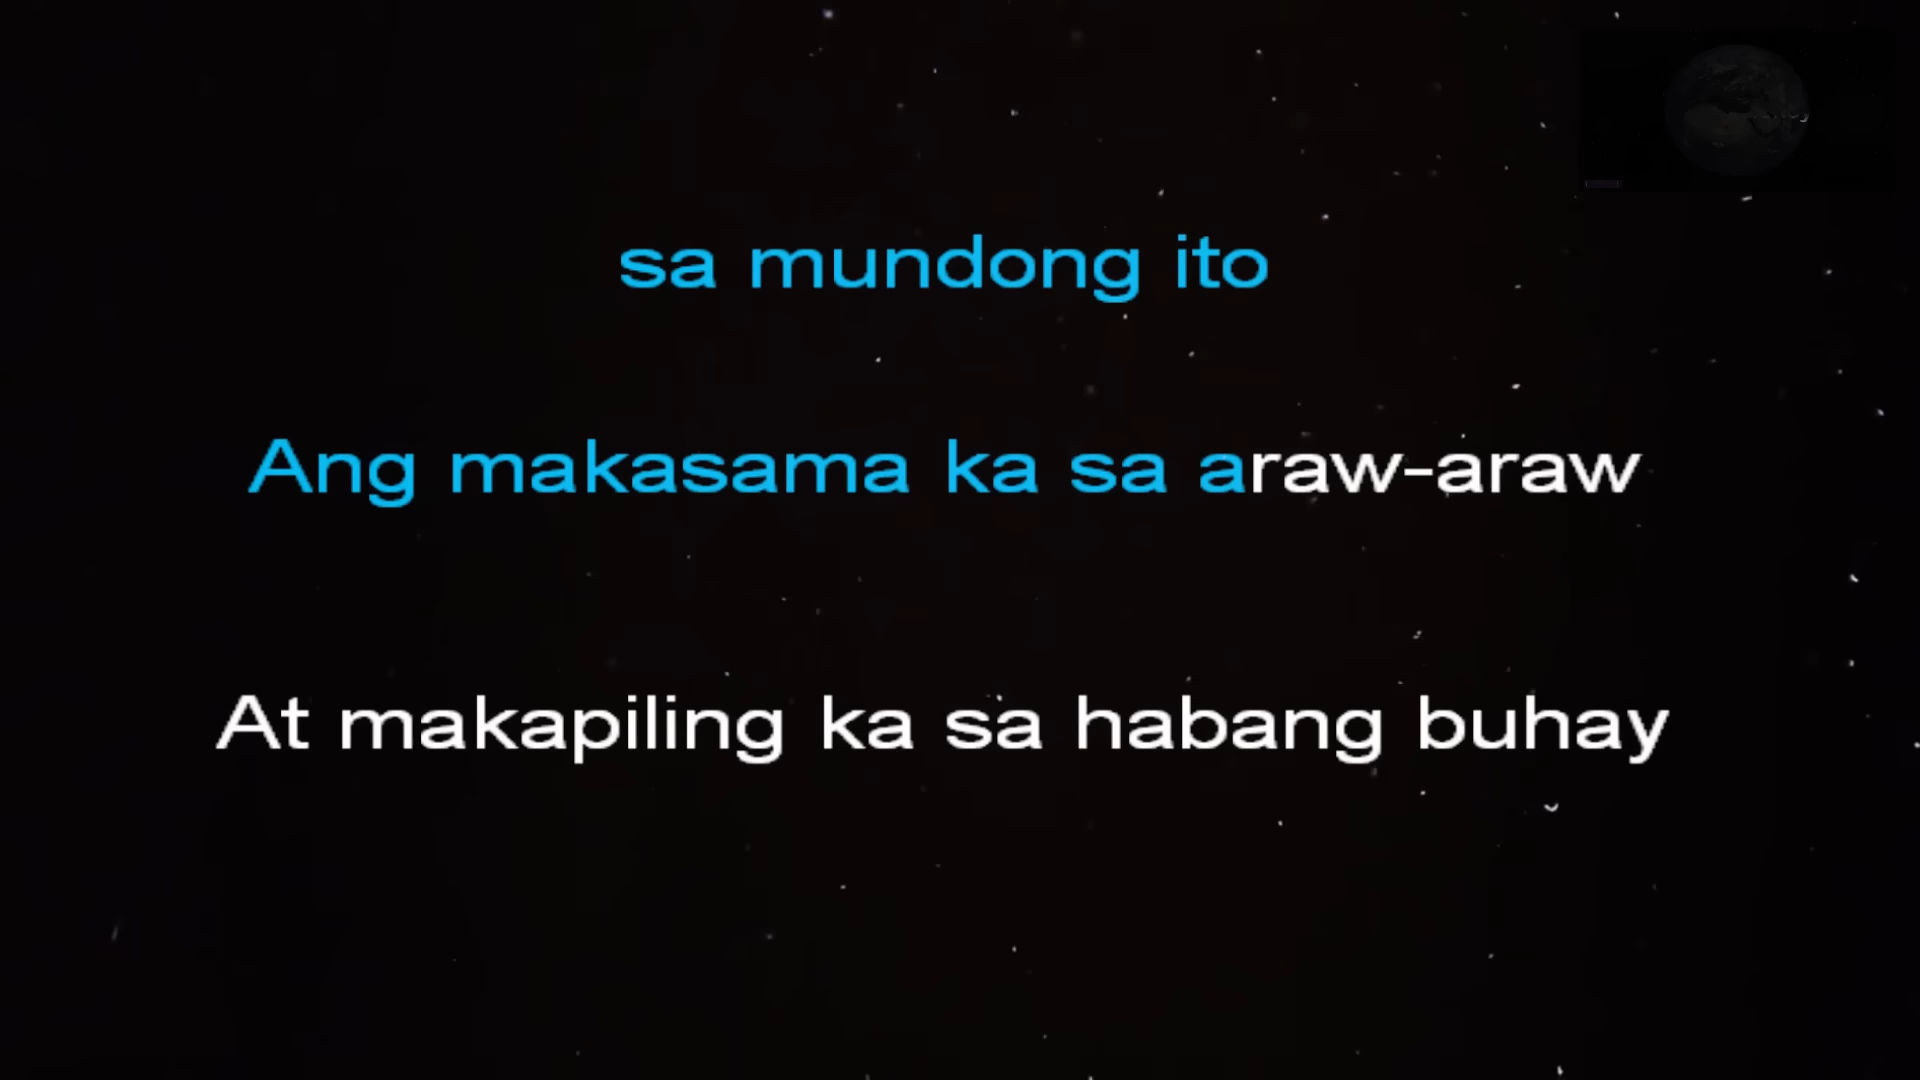 sa mundong ito
Ang makasama ka sa araw-araw
At makapiling ka sa habang buhay